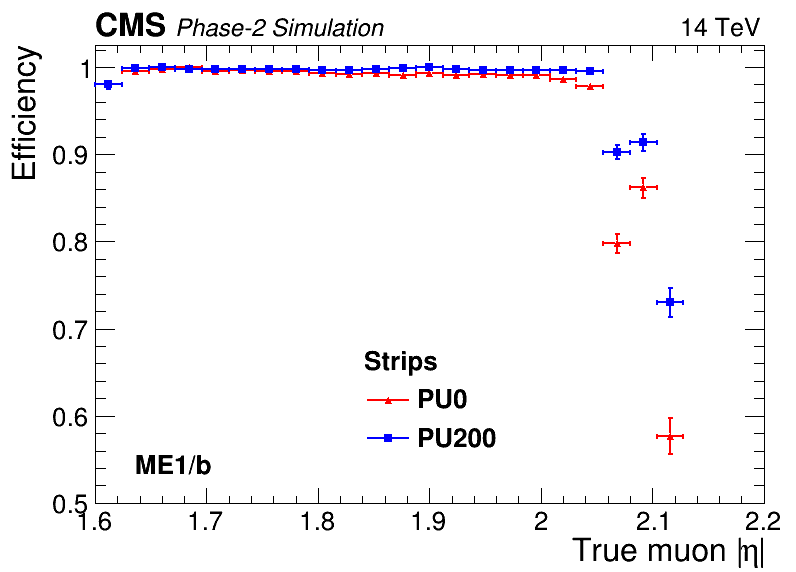 CMS Phase-2 Simulation 14 TeV
Efficiency
1
0.9
0.8
0.7
0.6
0.5
Strips
PU0
PU200
ME1/b
1.6 1.7 1.8 1.9 2 2.1 2.2
True muon |η|